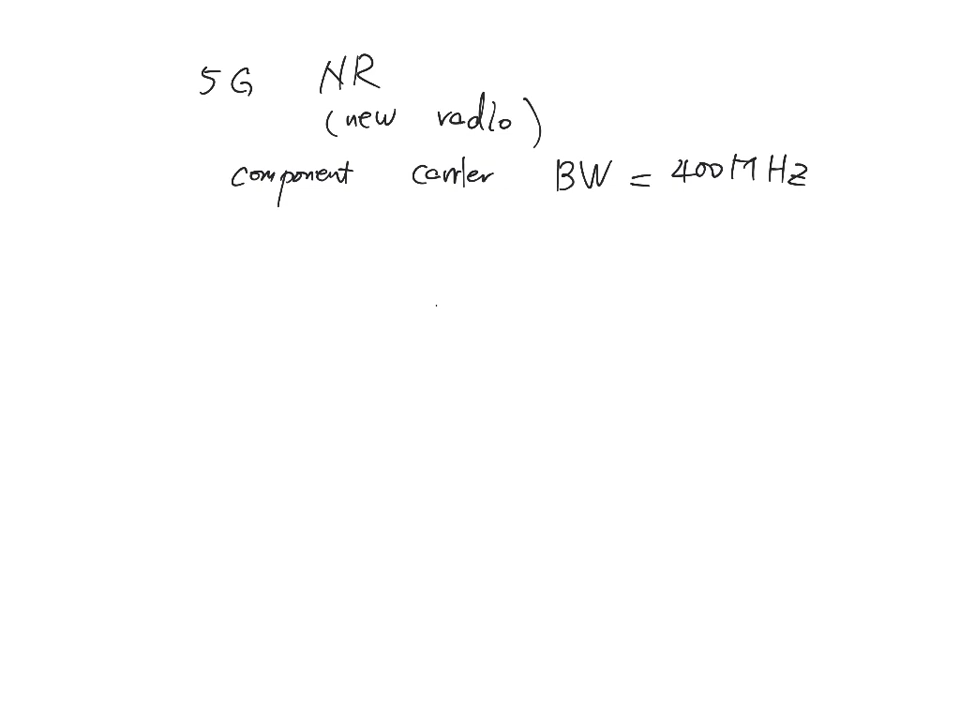 5G NR
(new radio)
component carrier BW = 400MHz